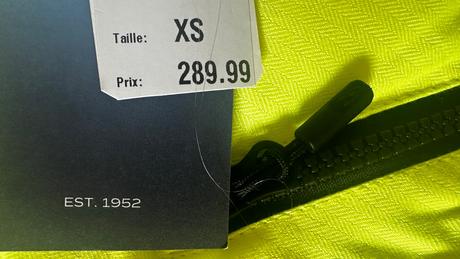 Taille: XS
Prix: 289.99
EST. 1952